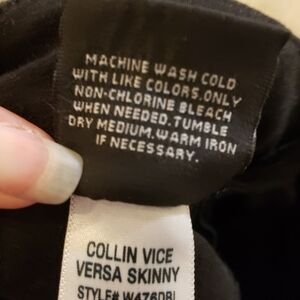 MACHINE WASH COLD
WITH LIKE COLORS.ONLY
NON-CHLORINE BLEACH
WHEN NEEDED.TUMBLE
DRY MEDIUM.WARM IRON
IF NECESSARY.
COLLIN VICE
VERSA SKINNY
STYLE#